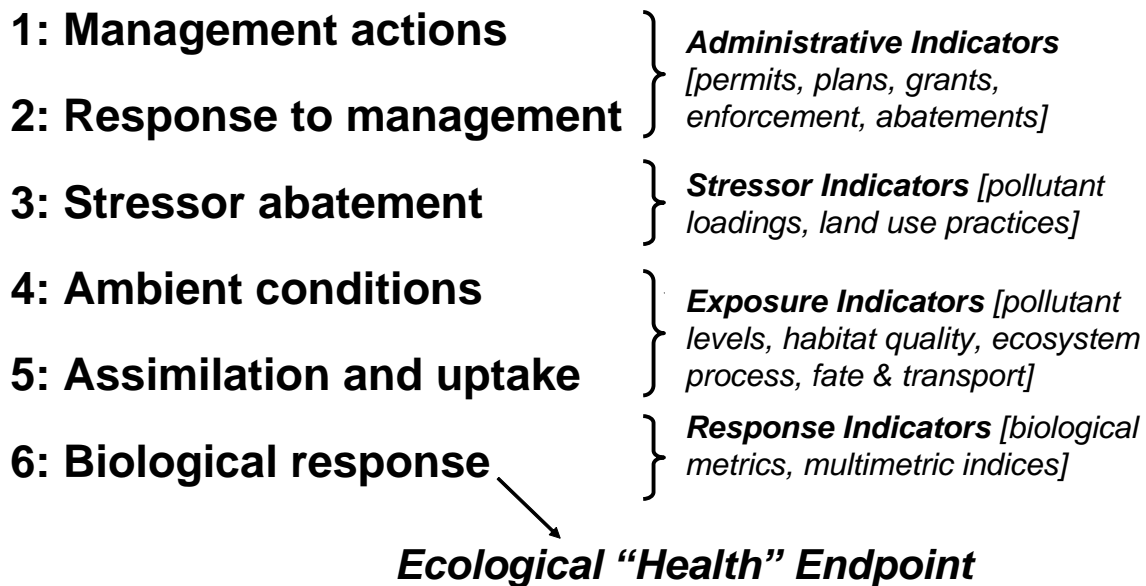 1: Management actions
2: Response to management
Administrative Indicators
[permits, plans, grants,
enforcement, abatements]
3: Stressor abatement
Stressor Indicators [pollutant
loadings, land use practices]
4: Ambient conditions
5: Assimilation and uptake
Exposure Indicators [pollutant
levels, habitat quality, ecosystem
process, fate & transport]
6: Biological response
Response Indicators [biological
metrics, multimetric indices]
Ecological “Health” Endpoint